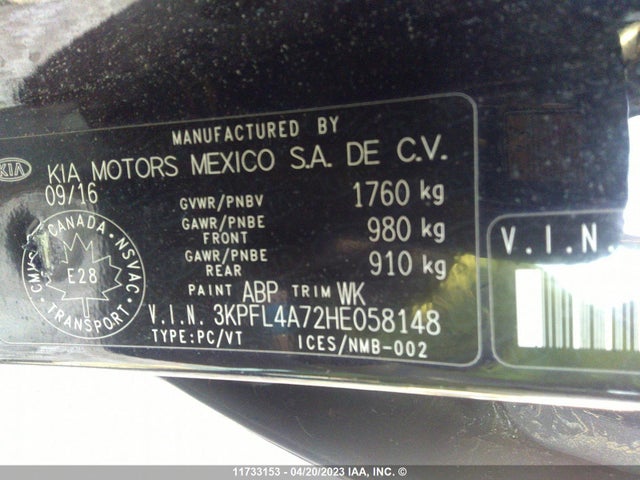 MANUFACTURED BY
KIA
KIA MOTORS MEXICO S.A. DE C.V.
09/16
GVWR/PNBV 1760 kg
GAWR/PNBE FRONT 980 kg
GAWR/PNBE REAR 910 kg
CANADA NSVAC
E28
TRANSPORT
PAINT ABP TRIM WK
V.I.N. 3KPFL4A72HE058148
TYPE:PC/VT ICES/NMB-002
V.I.N.
11733153 - 04/20/2023 IAA, INC. ©